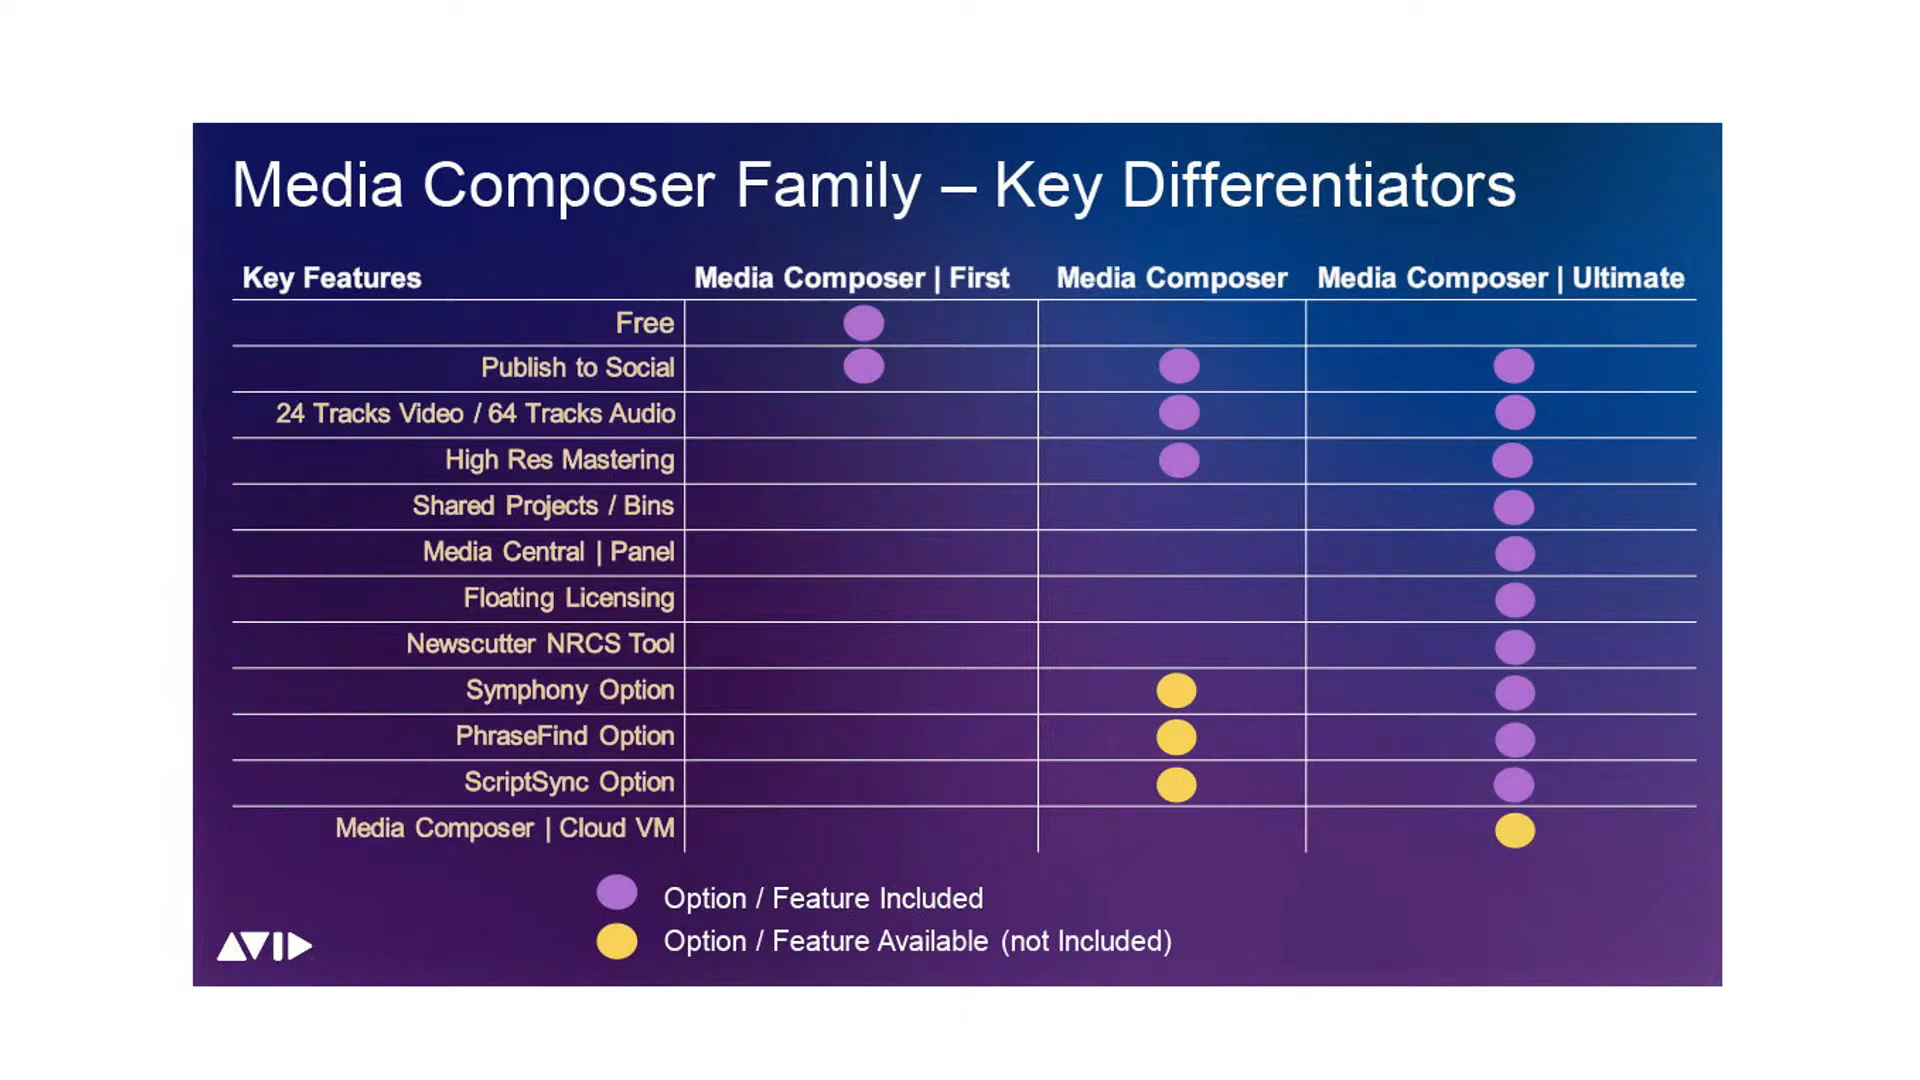 Media Composer Family – Key Differentiators
Key Features Media Composer | First Media Composer Media Composer | Ultimate
Free
Publish to Social
24 Tracks Video / 64 Tracks Audio
High Res Mastering
Shared Projects / Bins
Media Central | Panel
Floating Licensing
Newscutter NRCS Tool
Symphony Option
PhraseFind Option
ScriptSync Option
Media Composer | Cloud VM
Option / Feature Included
Option / Feature Available (not Included)
AVID